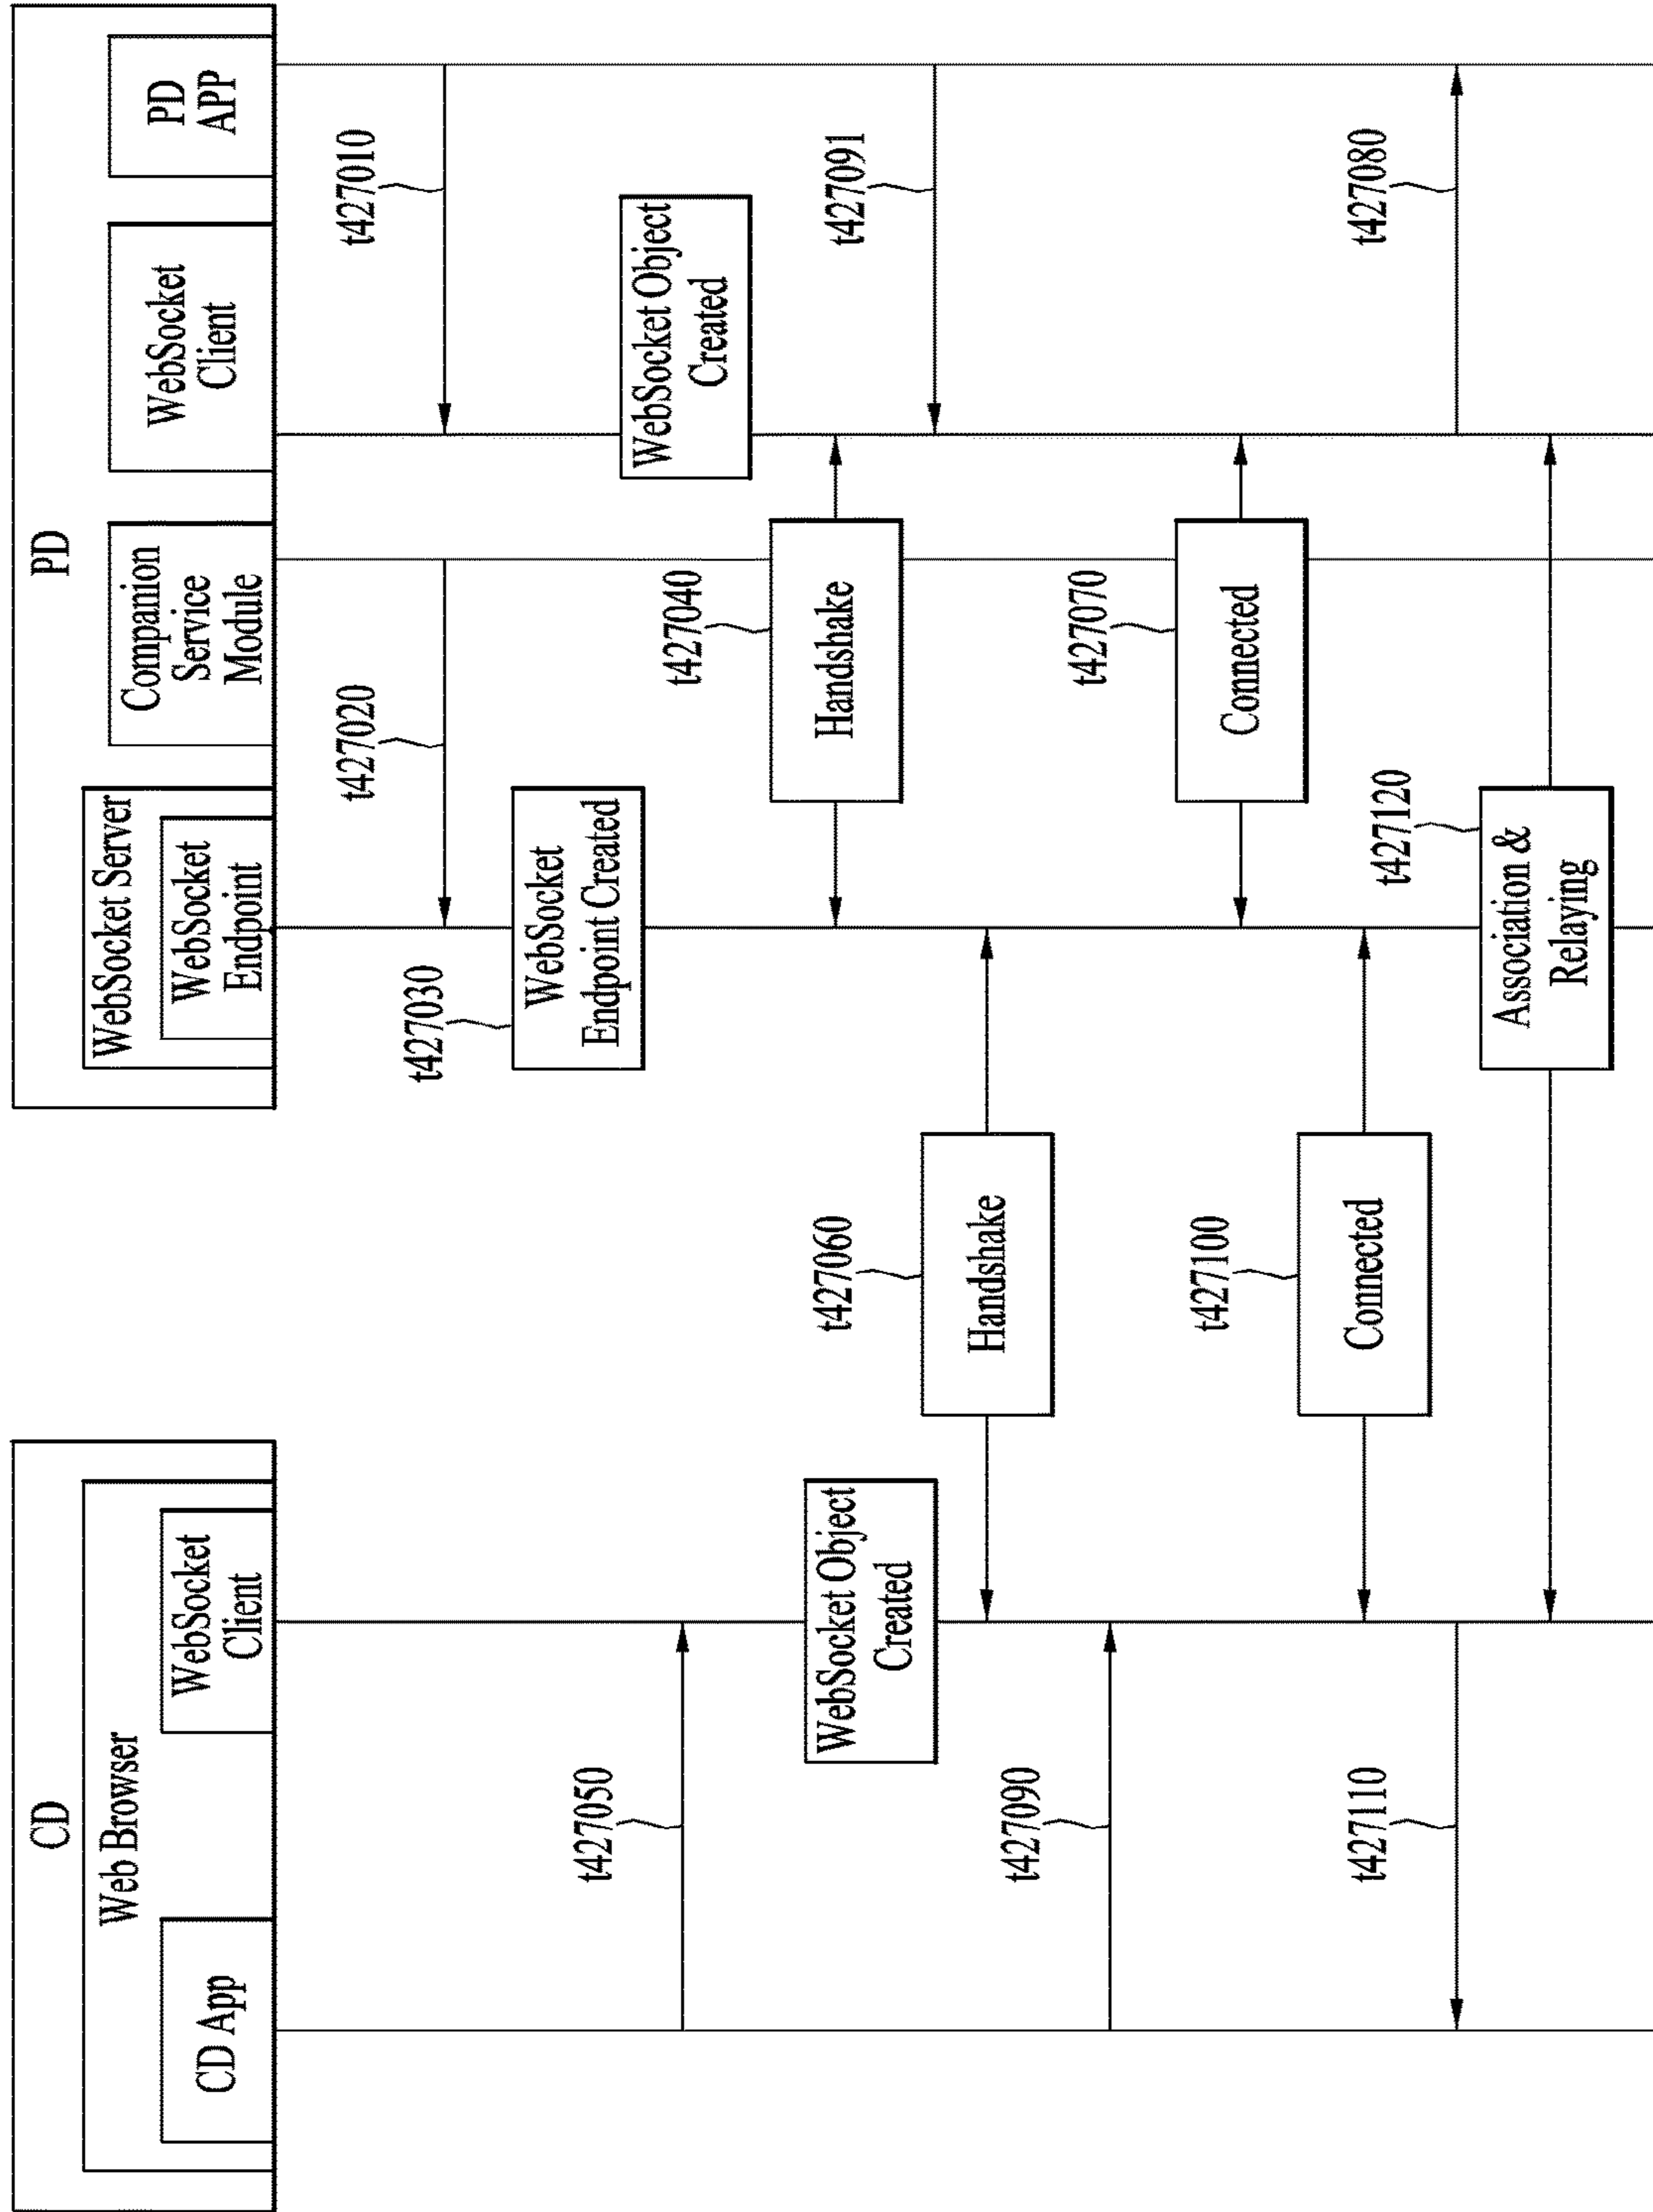 CD
Web Browser
CD App
WebSocket
Client
PD
WebSocket Server
WebSocket
Endpoint
Companion
Service
Module
WebSocket
Client
PD
APP
t427020
t427010
t427030
WebSocket
Endpoint Created
t427050
WebSocket Object
Created
t427040
Handshake
WebSocket Object
Created
t427060
Handshake
t427091
t427090
t427070
Connected
t427100
Connected
t427110
t427080
t427120
Association &
Relaying